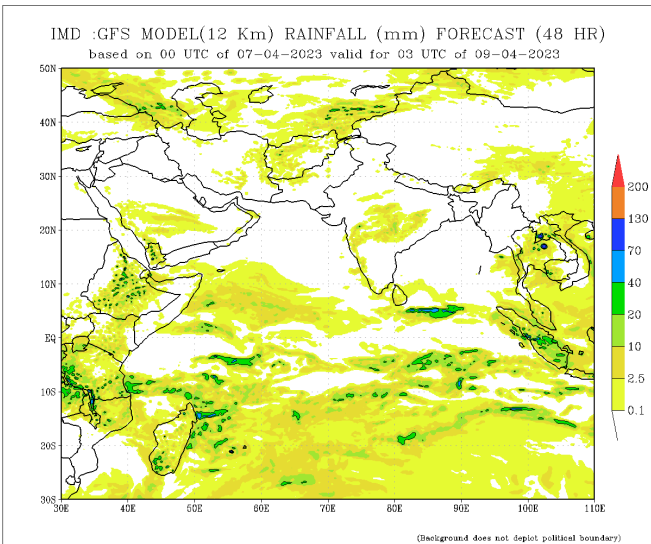 IMD :GFS MODEL(12 Km) RAINFALL (mm) FORECAST (48 HR)
based on 00 UTC of 07-04-2023 valid for 03 UTC of 09-04-2023
50N
40N
30N
20N
10N
EQ
10S
20S
30S
30E 40E 50E 60E 70E 80E 90E 100E 110E
200
130
70
40
20
10
2.5
0.1
(Background does not depict political boundary)